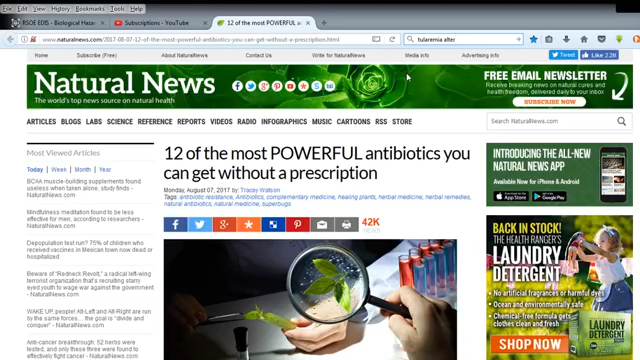 File Edit View History Bookmarks Tools Help
RSOE EDIS - Biological Hazar
Subscriptions - YouTube
12 of the most POWERFUL an
www.naturalnews.com/2017-08-07-12-of-the-most-powerful-antibiotics-you-can-get-without-a-prescription.html
tularemia alter
Home Subscribe (Free) About NaturalNews Contact Us Write for NaturalNews Media info Advertising info
Tweet Like 2.2M
Natural News
The world's top news source on natural health
FREE EMAIL NEWSLETTER
Receive breaking news on natural cures and
health freedom, delivered daily to your inbox
SUBSCRIBE NOW
ARTICLES BLOGS LABS SCIENCE REFERENCE REPORTS VIDEOS RADIO INFOGRAPHICS MUSIC CARTOONS RSS STORE
Search NaturalNews.com
Most Viewed Articles
Today | Week | Month | Year
BCAA muscle-building supplements found
useless when taken alone, study finds -
NaturalNews.com
Mindfulness meditation found to be less
effective for men, according to researchers -
NaturalNews.com
Depopulation test run? 75% of children who
received vaccines in Mexican town now dead or
hospitalized
Beware of "Redneck Revolt," a radical left-wing
terrorist organization that's recruiting starry
eyed youth to wage war against the government
- NaturalNews.com
WAKE UP, people! Alt-Left and Alt-Right are run
by the same forces... the goal is "divide and
conquer" - NaturalNews.com
Anti-cancer breakthrough: 52 herbs were
tested, and only these three were found to
effectively fight cancer -
12 of the most POWERFUL antibiotics you
can get without a prescription
Monday, August 07, 2017 by: Tracey Watson
Tags: antibiotic resistance, Antibiotics, complementary medicine, healing plants, herbal medicine, herbal remedies,
natural antibiotics, natural medicine, superbugs
42K
VIEWS
INTRODUCING THE ALL-NEW
NATURAL NEWS APP
Available Now for iPhone & Android
App Store Google Play
BACK IN STOCK!
THE HEALTH RANGER'S
LAUNDRY
DETERGENT
No artificial fragrances or harmful dyes
Ocean and environmentally safe
Chemical-free formula gets
clothes clean and fresh
SHOP NOW
LAUNDRY
DETERGENT